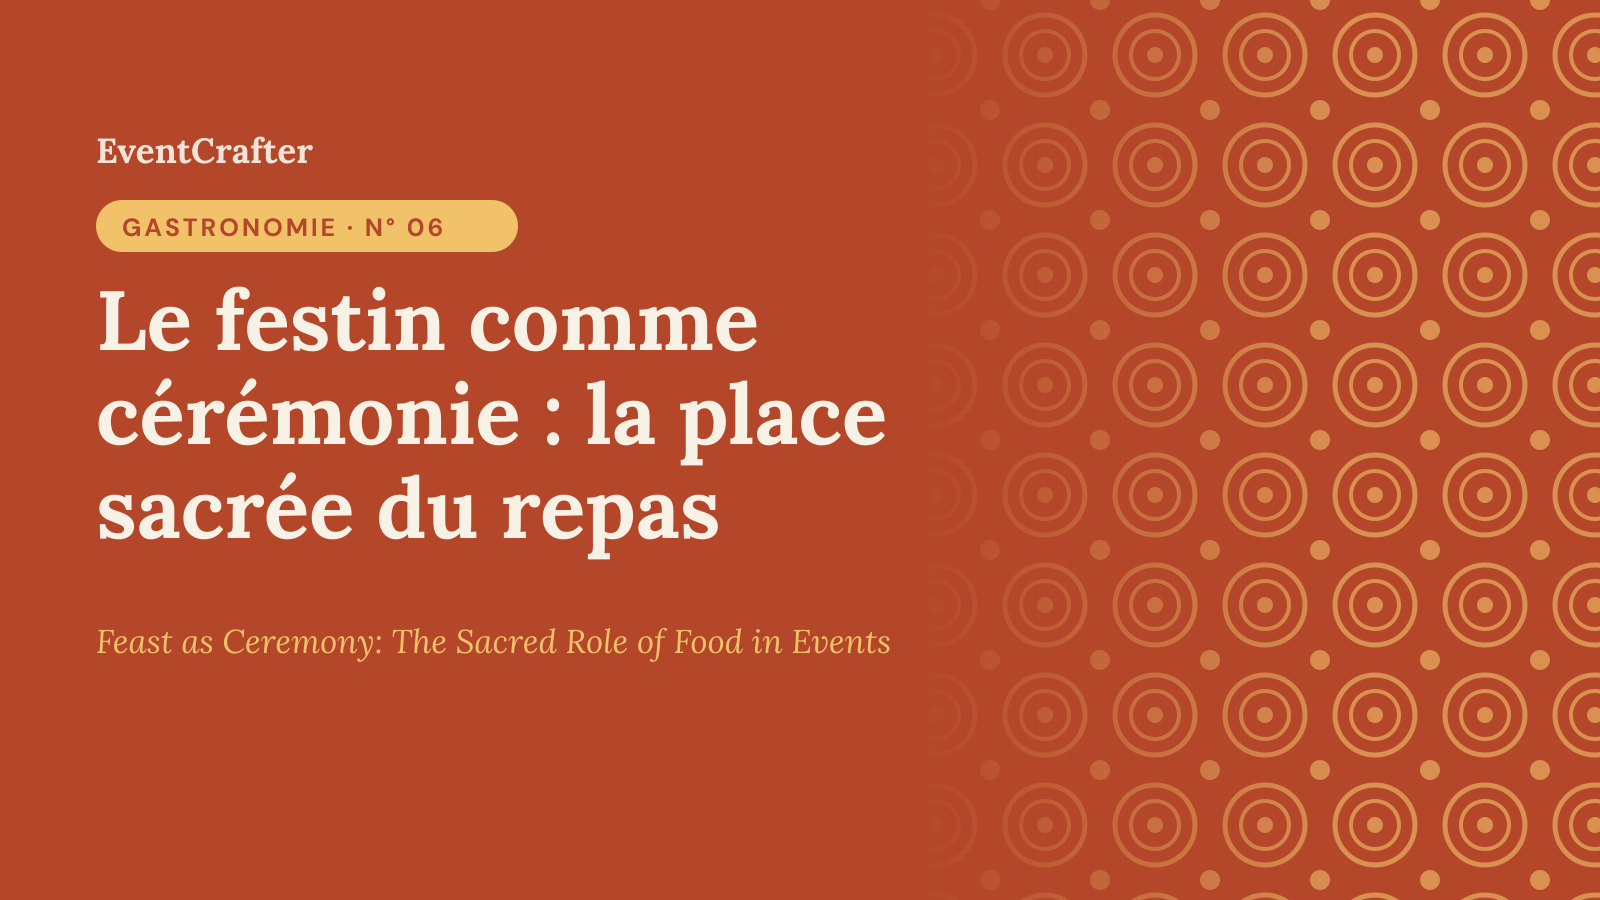 EventCrafter
GASTRONOMIE · N° 06
Le festin comme
cérémonie : la place
sacrée du repas
Feast as Ceremony: The Sacred Role of Food in Events